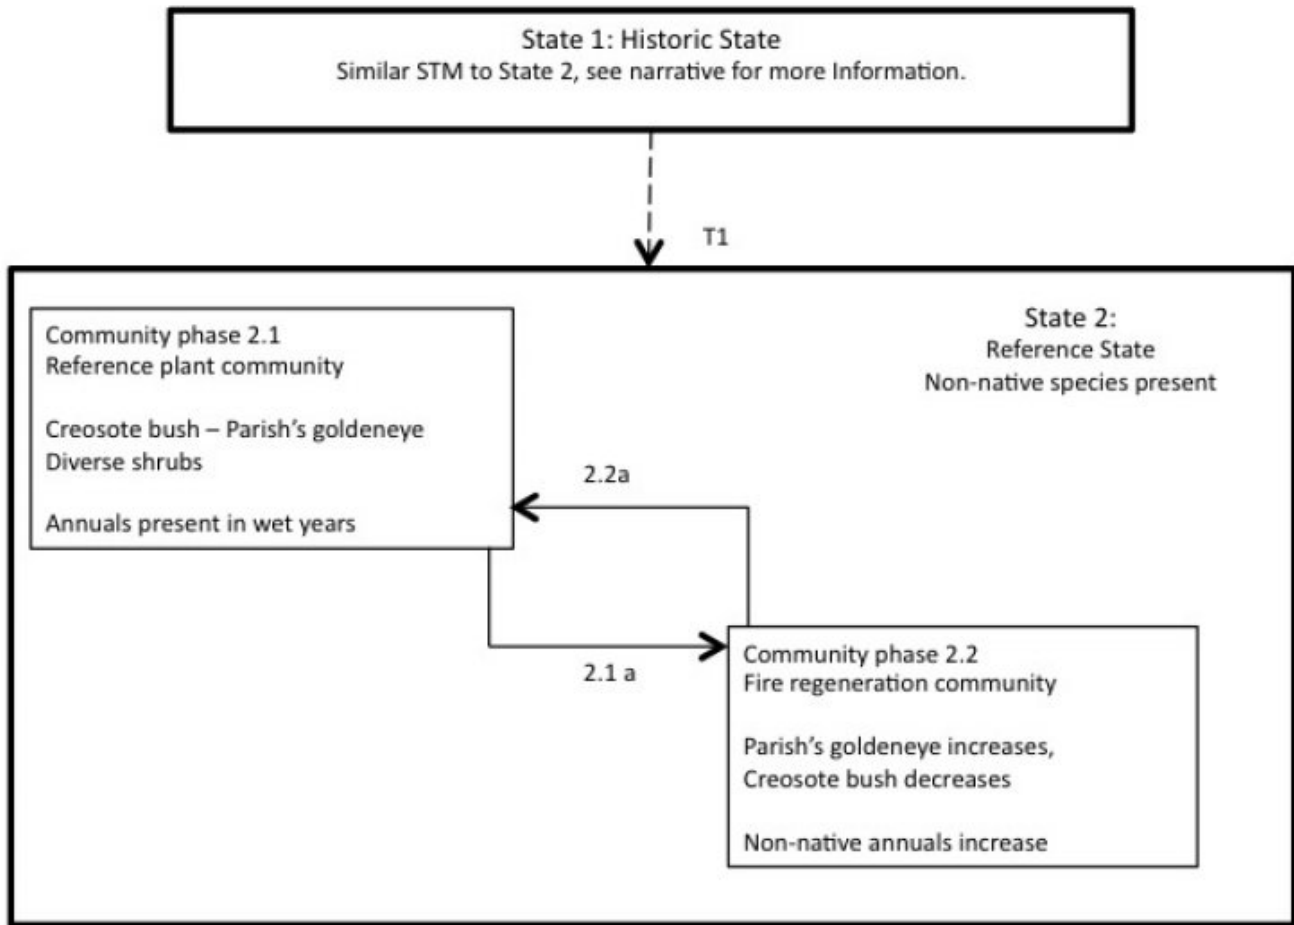 State 1: Historic State
Similar STM to State 2, see narrative for more Information.
T1
State 2:
Reference State
Non-native species present
Community phase 2.1
Reference plant community
Creosote bush – Parish's goldeneye
Diverse shrubs
Annuals present in wet years
2.2a
2.1 a
Community phase 2.2
Fire regeneration community
Parish's goldeneye increases,
Creosote bush decreases
Non-native annuals increase